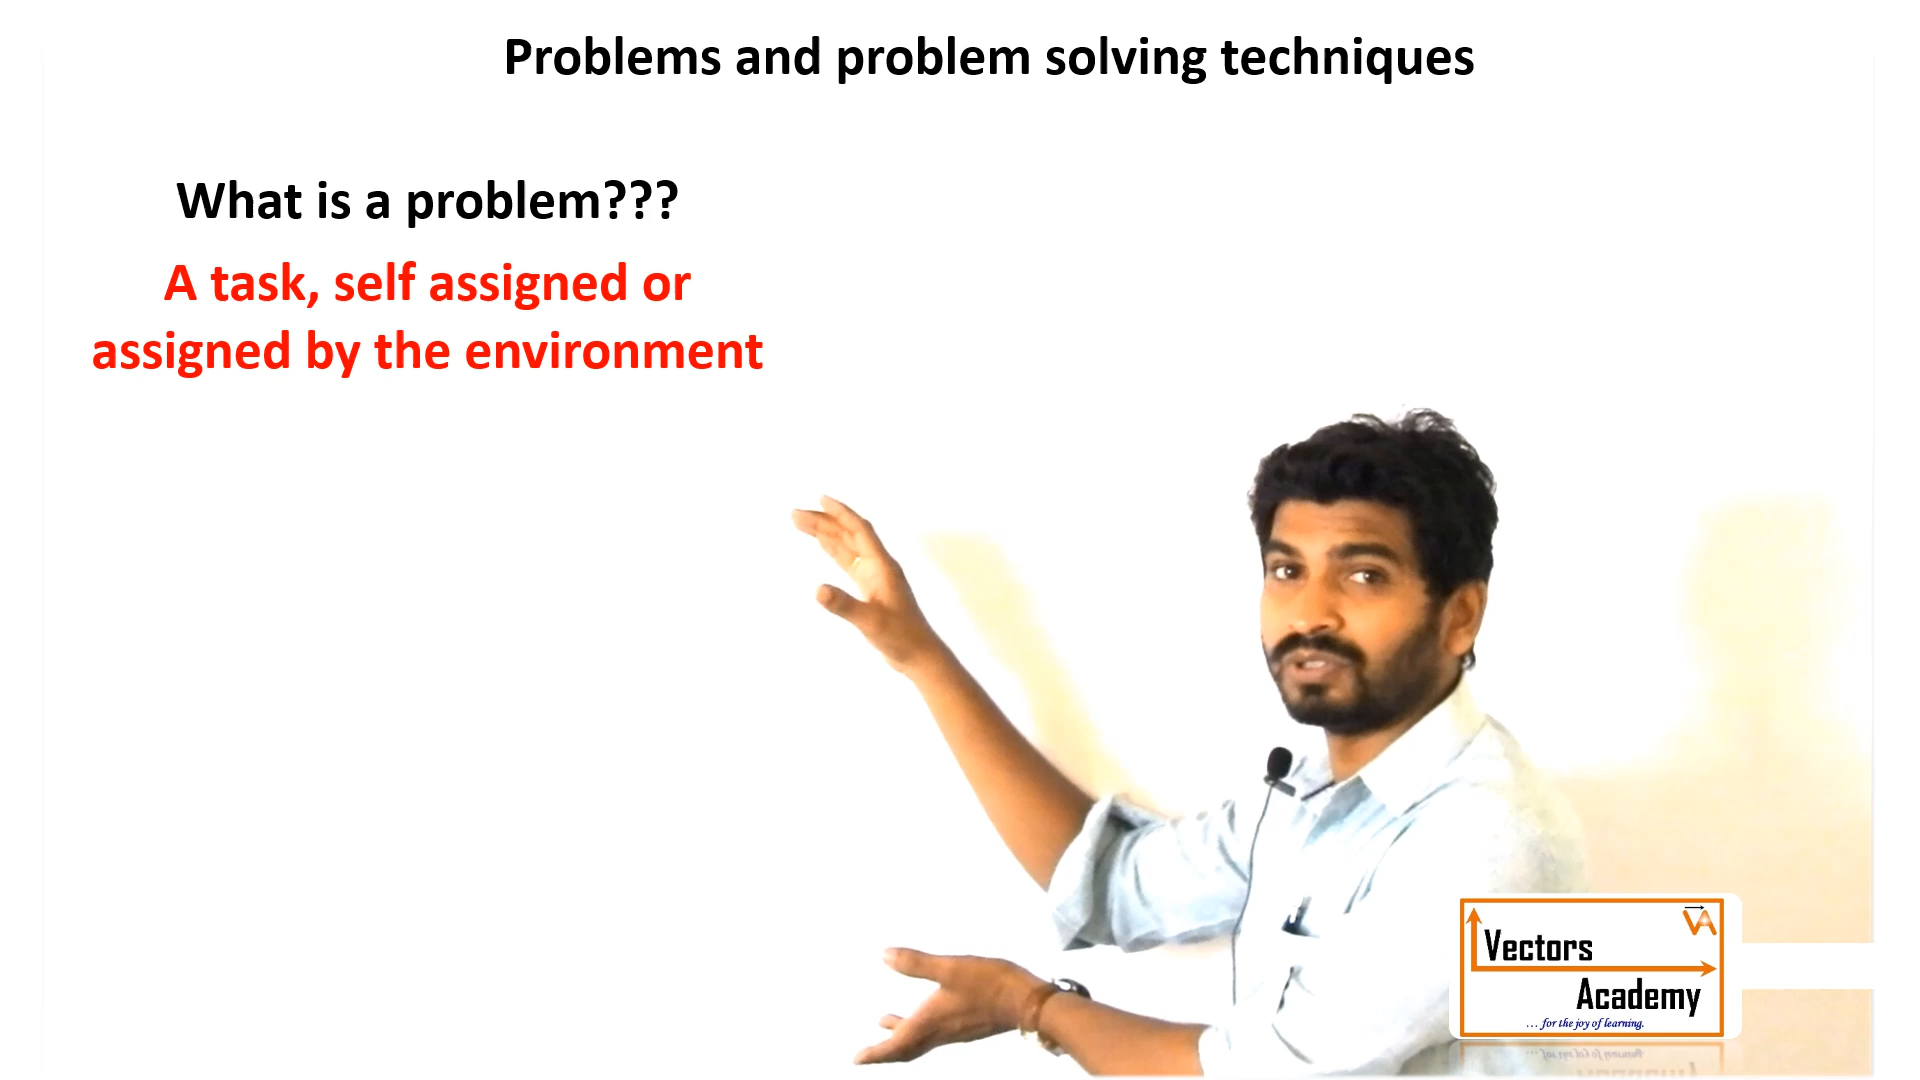 Problems and problem solving techniques
What is a problem???
A task, self assigned or
assigned by the environment
VA
Vectors
Academy
... for the joy of learning.